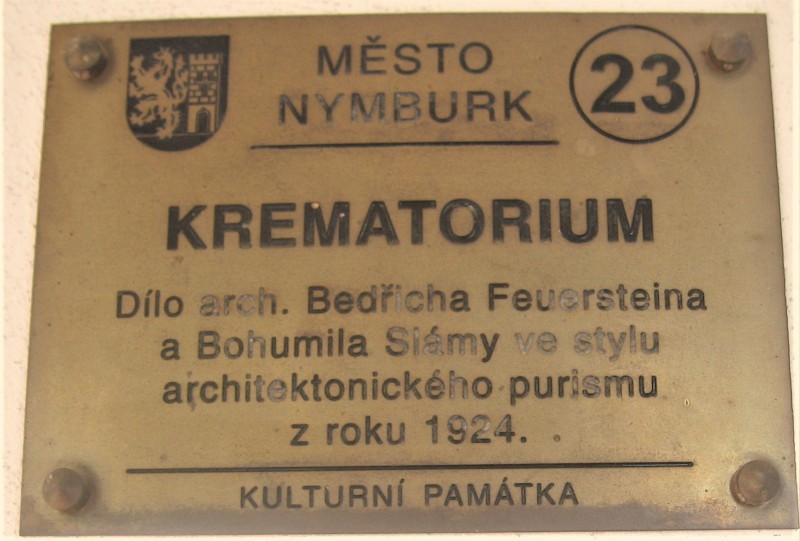 MĚSTO
NYMBURK
23
KREMATORIUM
Dílo arch. Bedřicha Feuersteina
a Bohumila Slámy ve stylu
architektonického purismu
z roku 1924.
KULTURNÍ PAMÁTKA